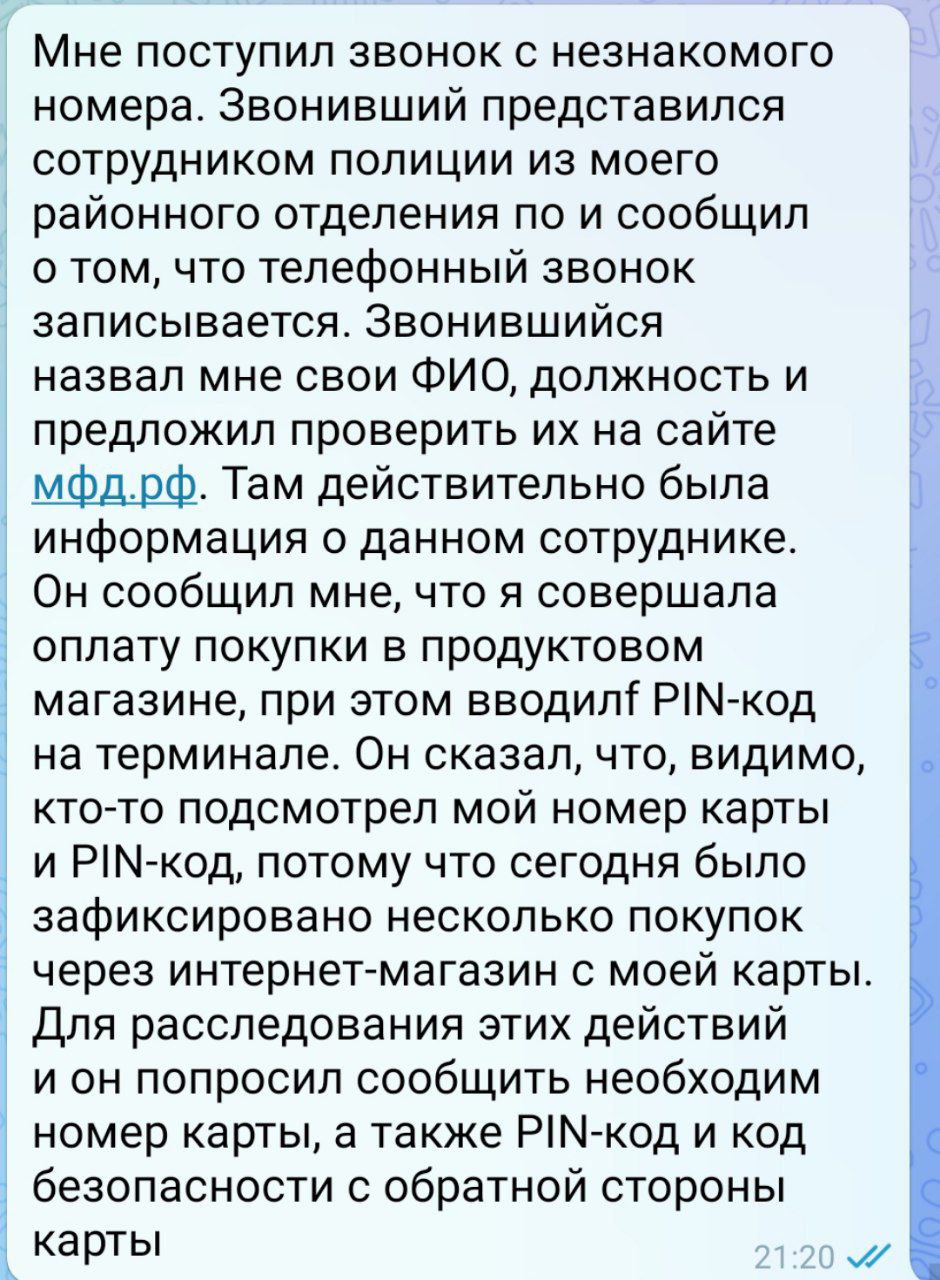 Мне поступил звонок с незнакомого
номера. Звонивший представился
сотрудником полиции из моего
районного отделения по и сообщил
о том, что телефонный звонок
записывается. Звонившийся
назвал мне свои ФИО, должность и
предложил проверить их на сайте
мфд.рф. Там действительно была
информация о данном сотруднике.
Он сообщил мне, что я совершала
оплату покупки в продуктовом
магазине, при этом вводилf PIN-код
на терминале. Он сказал, что, видимо,
кто-то подсмотрел мой номер карты
и PIN-код, потому что сегодня было
зафиксировано несколько покупок
через интернет-магазин с моей карты.
Для расследования этих действий
и он попросил сообщить необходим
номер карты, а также PIN-код и код
безопасности с обратной стороны
карты
21:20